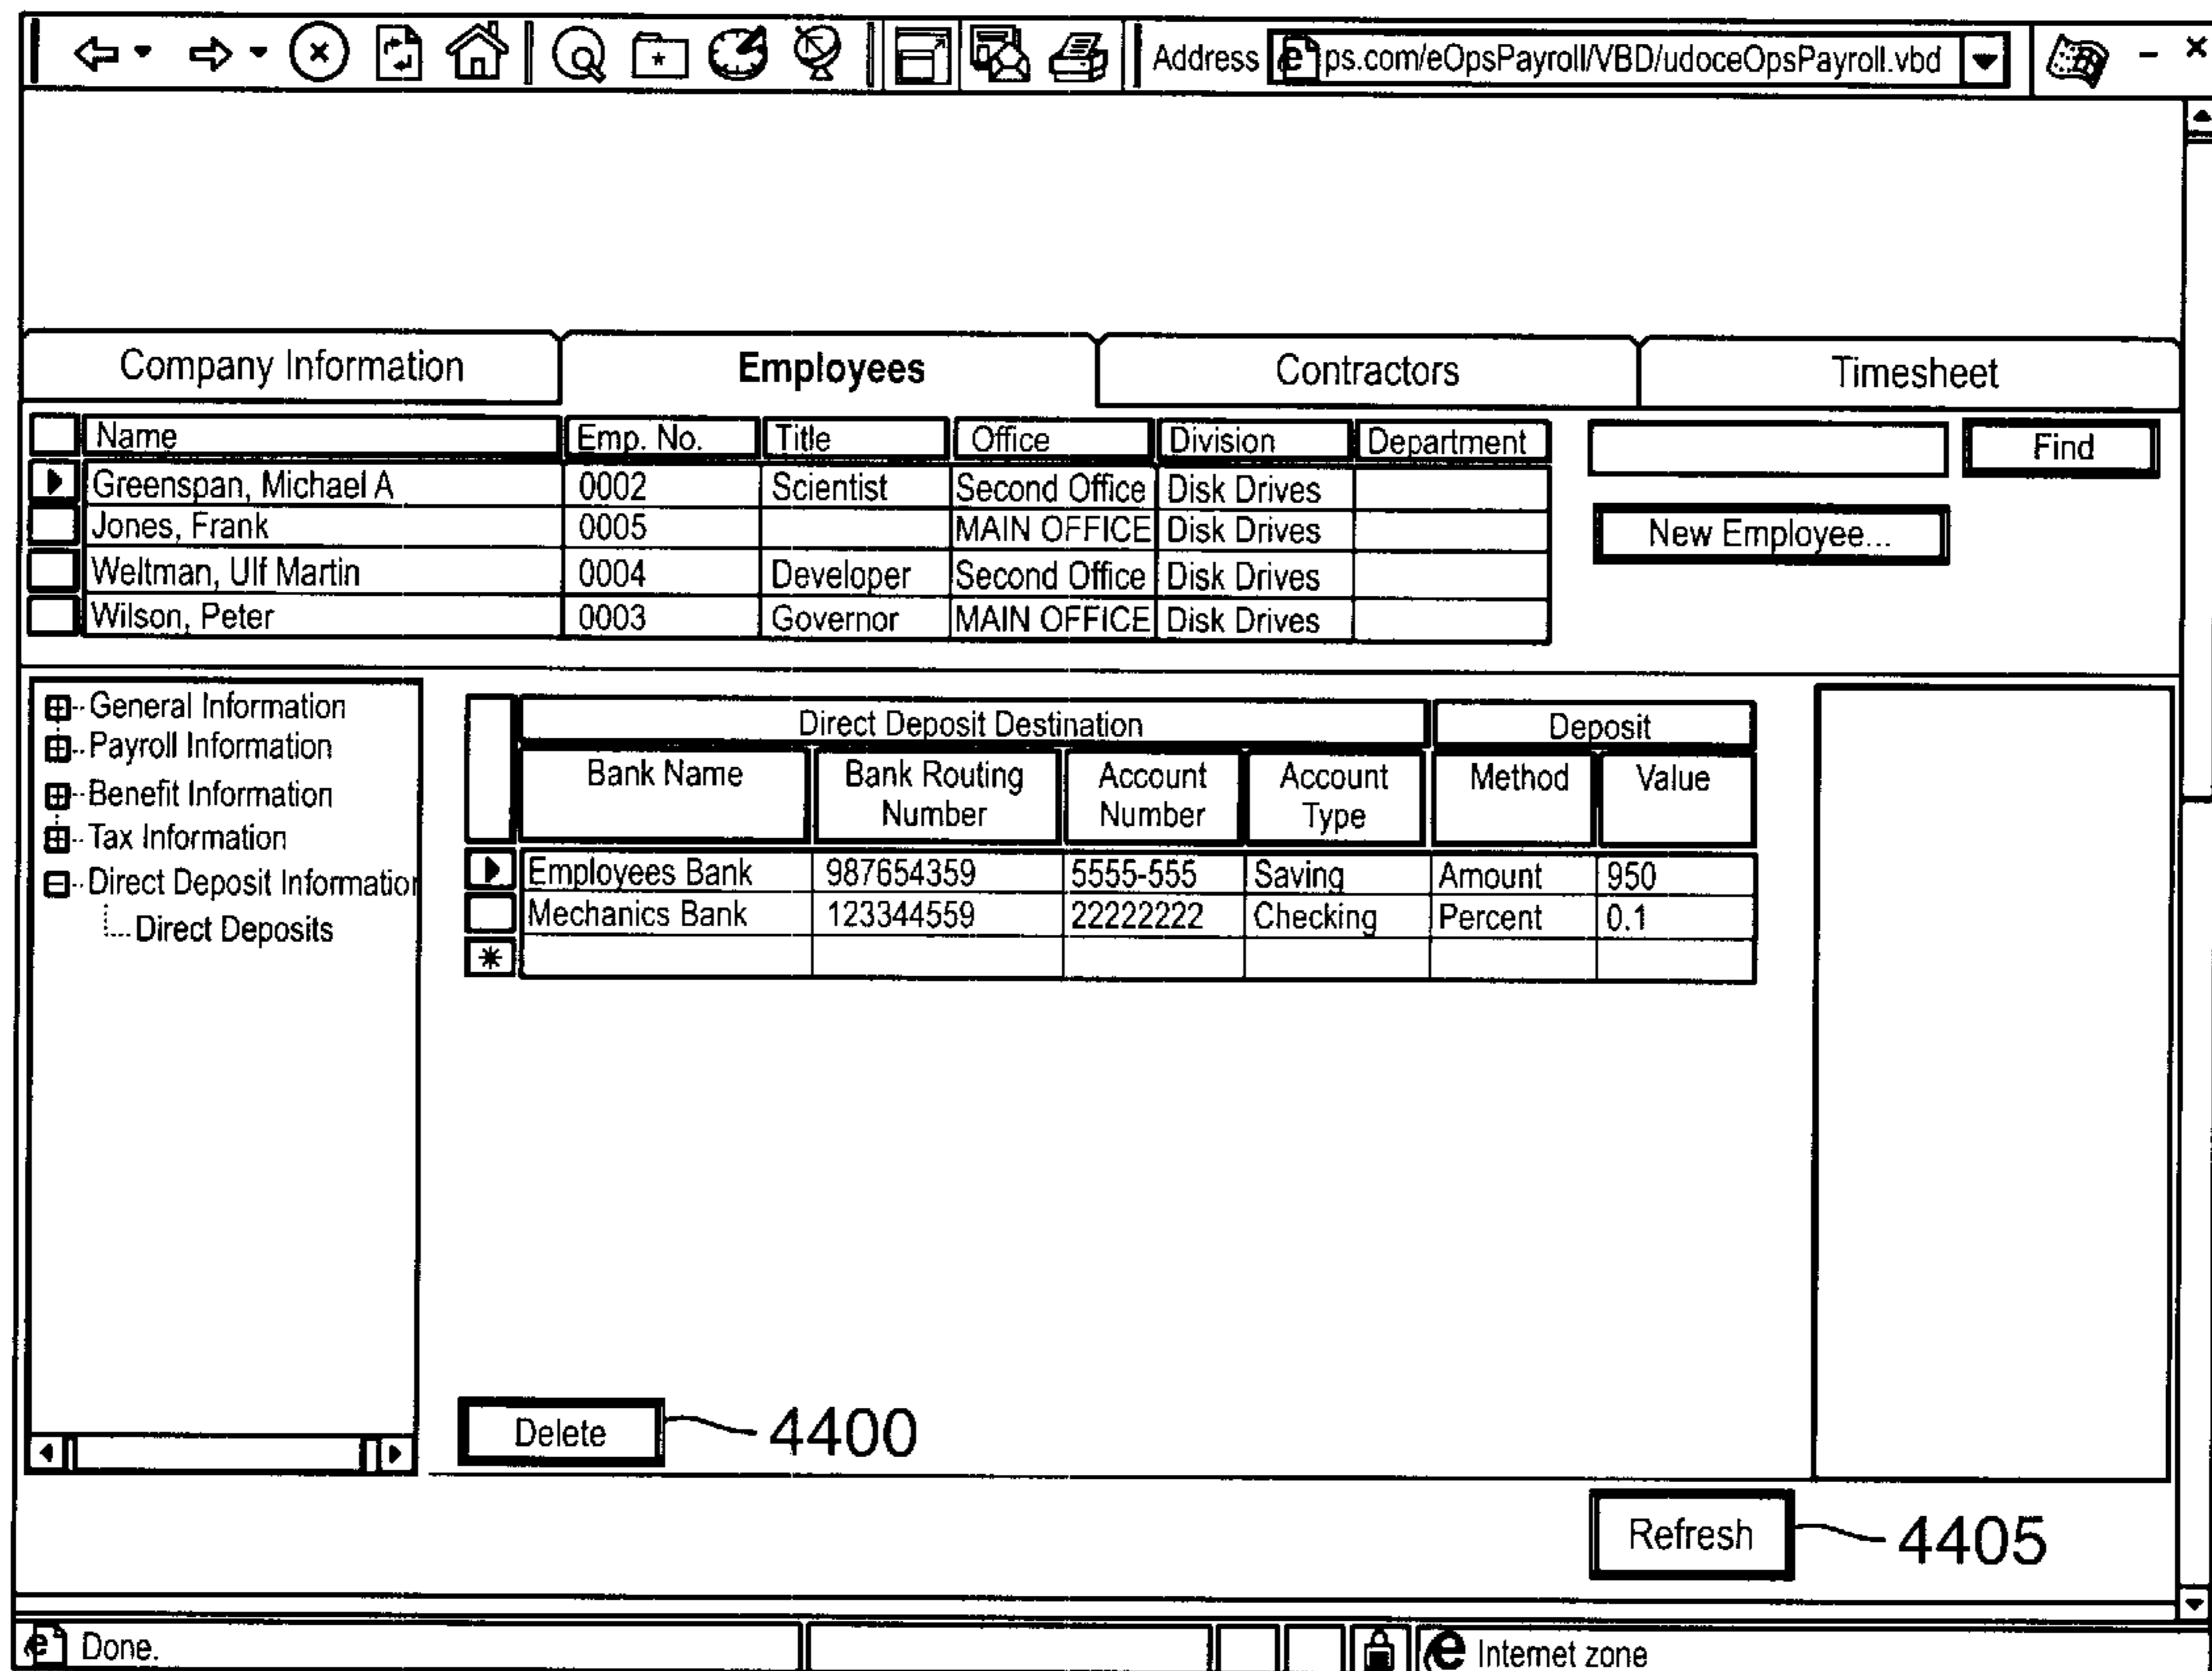 Address ps.com/eOpsPayroll/VBD/udoceOpsPayroll.vbd
Company Information Employees Contractors Timesheet
Name Emp. No. Title Office Division Department Find
Greenspan, Michael A 0002 Scientist Second Office Disk Drives
Jones, Frank 0005 MAIN OFFICE Disk Drives
New Employee...
Weltman, Ulf Martin 0004 Developer Second Office Disk Drives
Wilson, Peter 0003 Governor MAIN OFFICE Disk Drives
General Information
Payroll Information
Benefit Information
Tax Information
Direct Deposit Information
Direct Deposits
Direct Deposit Destination Deposit
Bank Name Bank Routing Number Account Number Account Type Method Value
Employees Bank 987654359 5555-555 Saving Amount 950
Mechanics Bank 123344559 22222222 Checking Percent 0.1
Delete 4400
Refresh 4405
Done. Internet zone